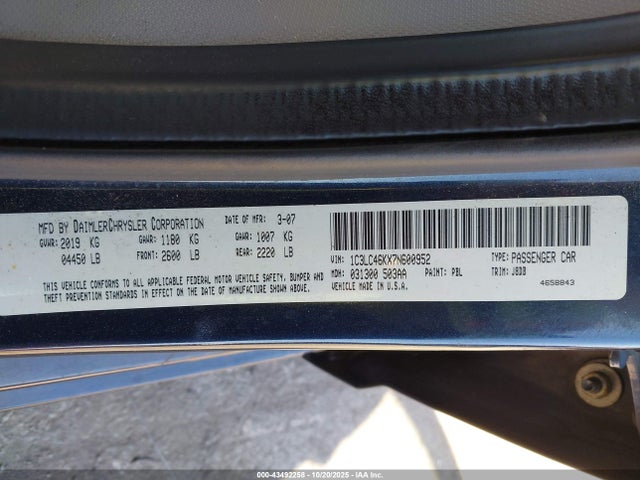 MFD BY DAIMLERCHRYSLER CORPORATION DATE OF MFR: 3-07
GVWR: 2019 KG GAWR: 1180 KG GAWR: 1007 KG
04450 LB FRONT: 2600 LB REAR: 2220 LB
THIS VEHICLE CONFORMS TO ALL APPLICABLE FEDERAL MOTOR VEHICLE SAFETY, BUMPER AND
THEFT PREVENTION STANDARDS IN EFFECT ON THE DATE OF MANUFACTURE SHOWN ABOVE.
VIN: 1C3LC46KX7N600952 TYPE: PASSENGER CAR
MDH: 031300 503AA PAINT: PBL TRIM: J8DB
VEHICLE MADE IN U.S.A. 4658843
000-43492258 - 10/20/2025 - COPYRIGHT IAA, LLC.